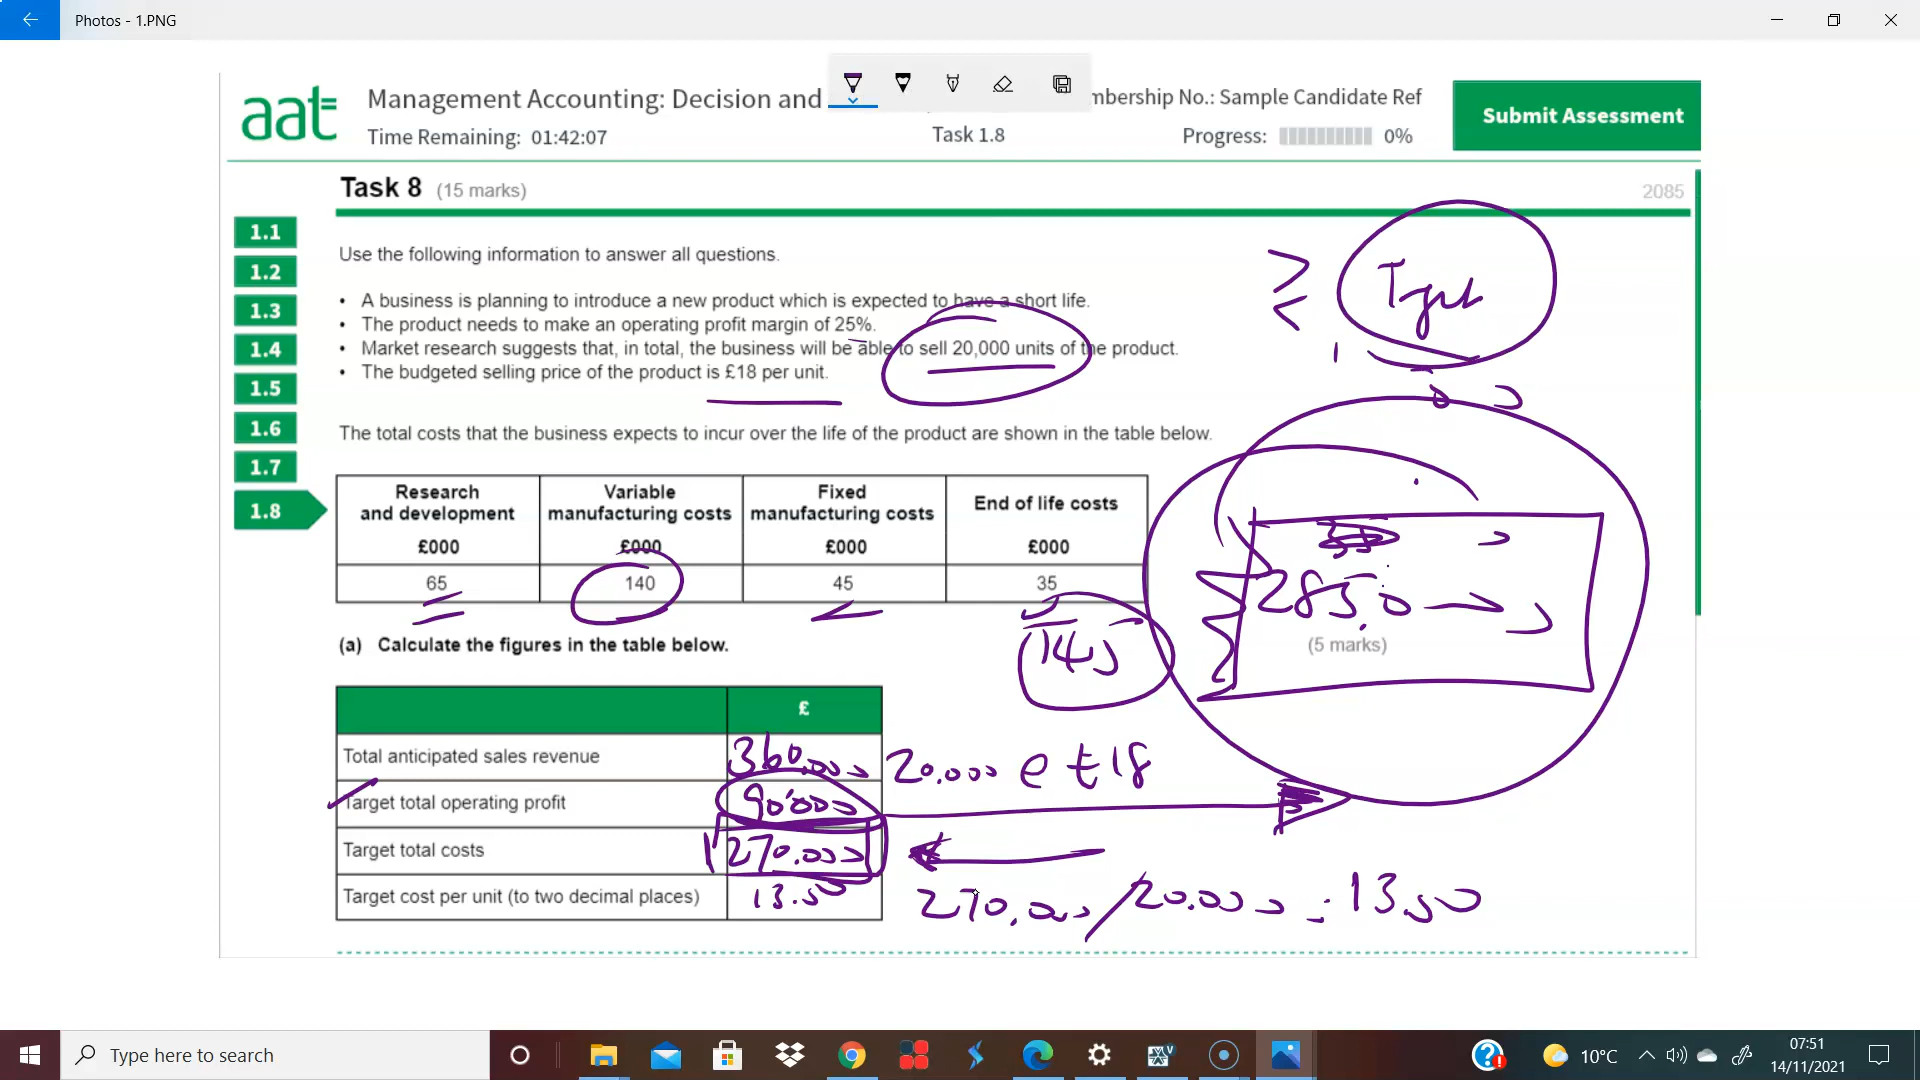 Photos - 1.PNG
aat
Management Accounting: Decision and
mbership No.: Sample Candidate Ref
Submit Assessment
Time Remaining: 01:42:07
Task 1.8
Progress:
0%
Task 8 (15 marks)
2085
1.1
1.2
1.3
1.4
1.5
1.6
1.7
1.8
Use the following information to answer all questions.
• A business is planning to introduce a new product which is expected to have a short life.
• The product needs to make an operating profit margin of 25%.
• Market research suggests that, in total, the business will be able to sell 20,000 units of the product.
• The budgeted selling price of the product is £18 per unit.
The total costs that the business expects to incur over the life of the product are shown in the table below.
Research and development
Variable manufacturing costs
Fixed manufacturing costs
End of life costs
£000 £000 £000 £000
65 140 45 35
145
(a) Calculate the figures in the table below.
(5 marks)
£
Total anticipated sales revenue 360.000 20.000 @ £18
Target total operating profit 90.000
Target total costs 270.000
Target cost per unit (to two decimal places) 13.50 270.000/20.000 = 13.50
Type here to search
10°C
07:51
14/11/2021